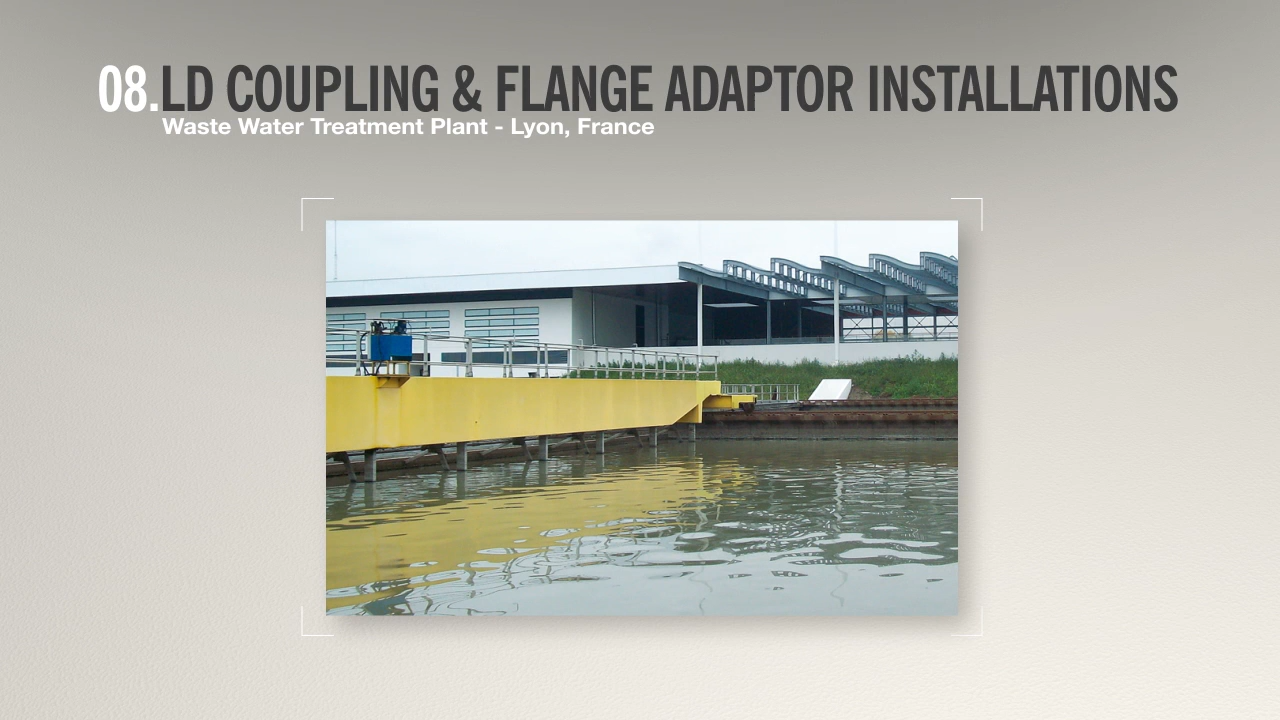 08.LD COUPLING & FLANGE ADAPTOR INSTALLATIONS
Waste Water Treatment Plant - Lyon, France